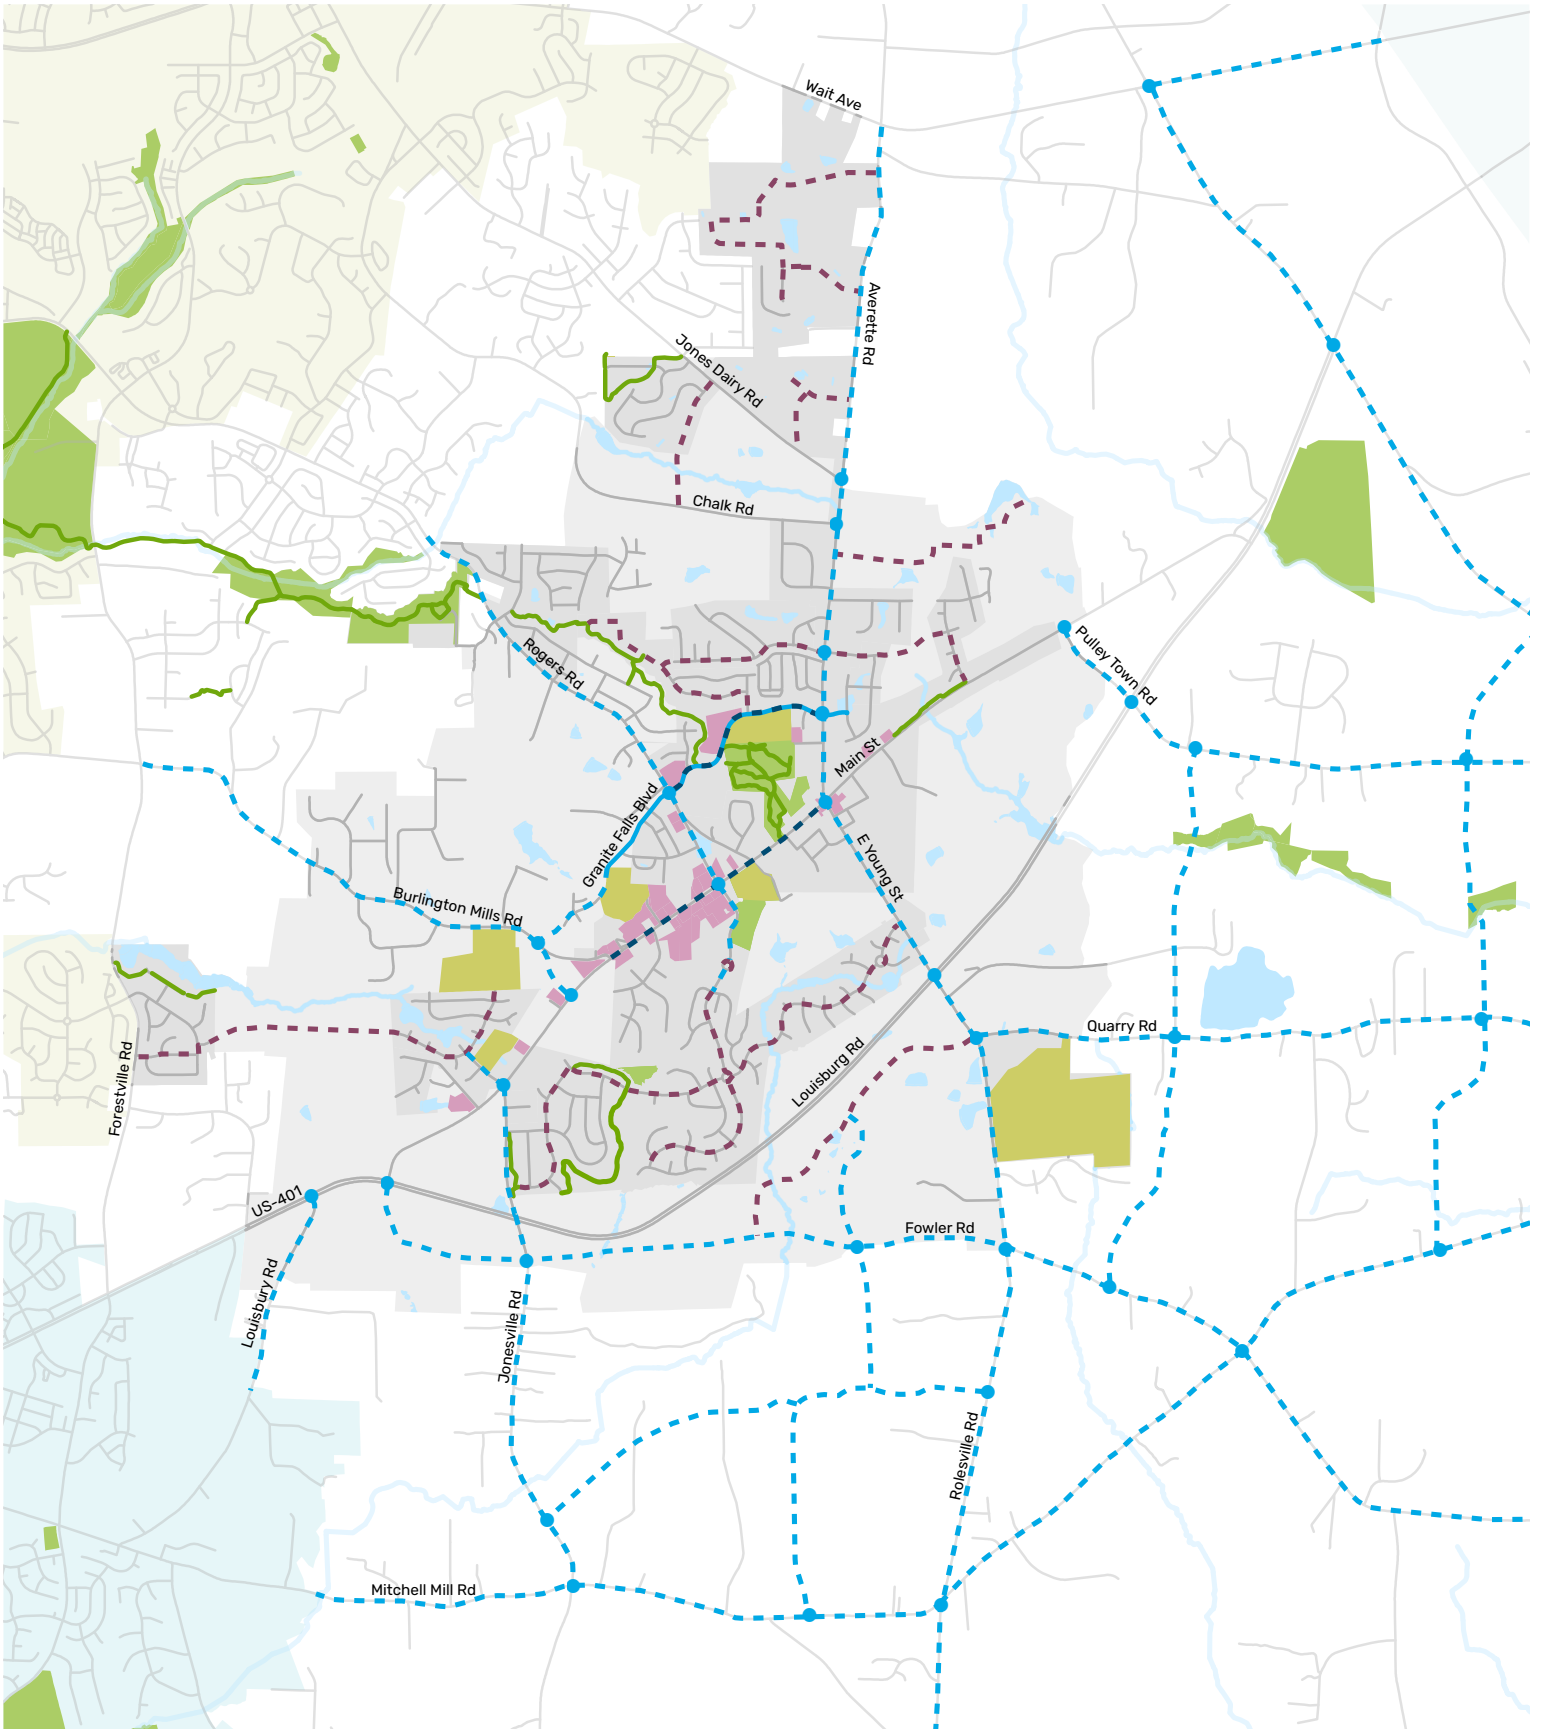 Wait Ave
Averette Rd
Jones Dairy Rd
Chalk Rd
Rogers Rd
Pulley Town Rd
Main St
Granite Falls Blvd
E Young St
Burlington Mills Rd
Quarry Rd
Forestville Rd
Louisburg Rd
US-401
Fowler Rd
Louisbury Rd
Jonesville Rd
Rolesville Rd
Mitchell Mill Rd